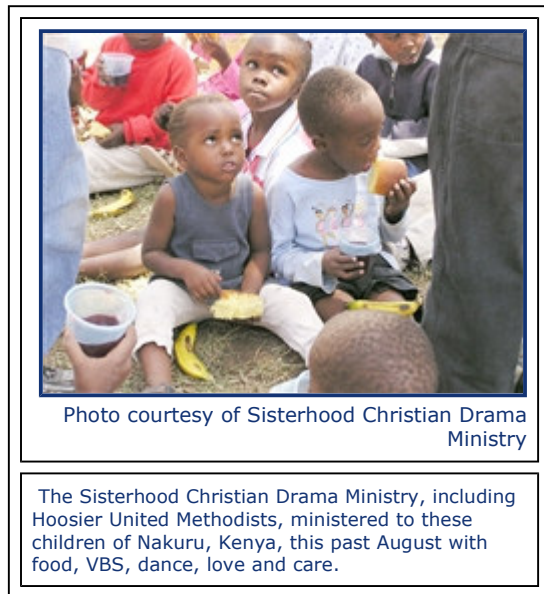 Photo courtesy of Sisterhood Christian Drama
Ministry
The Sisterhood Christian Drama Ministry, including
Hoosier United Methodists, ministered to these
children of Nakuru, Kenya, this past August with
food, VBS, dance, love and care.